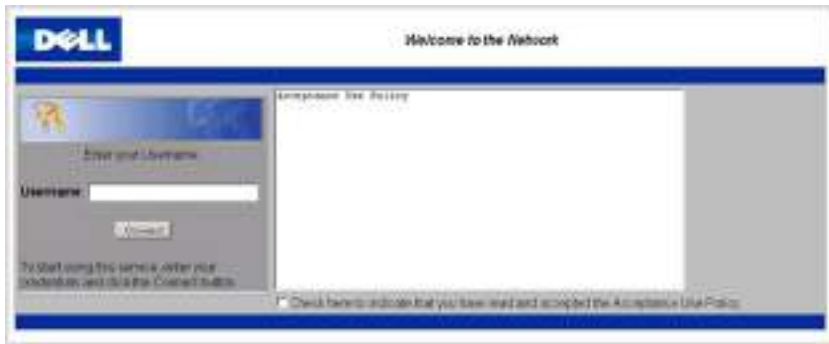 DELL
Welcome to the Network
Acceptance Use Policy
Enter your Username
Username
Connect
To start using this service, enter your
credentials and click the Connect button.
Check here to indicate that you have read and accepted the Acceptance Use Policy.